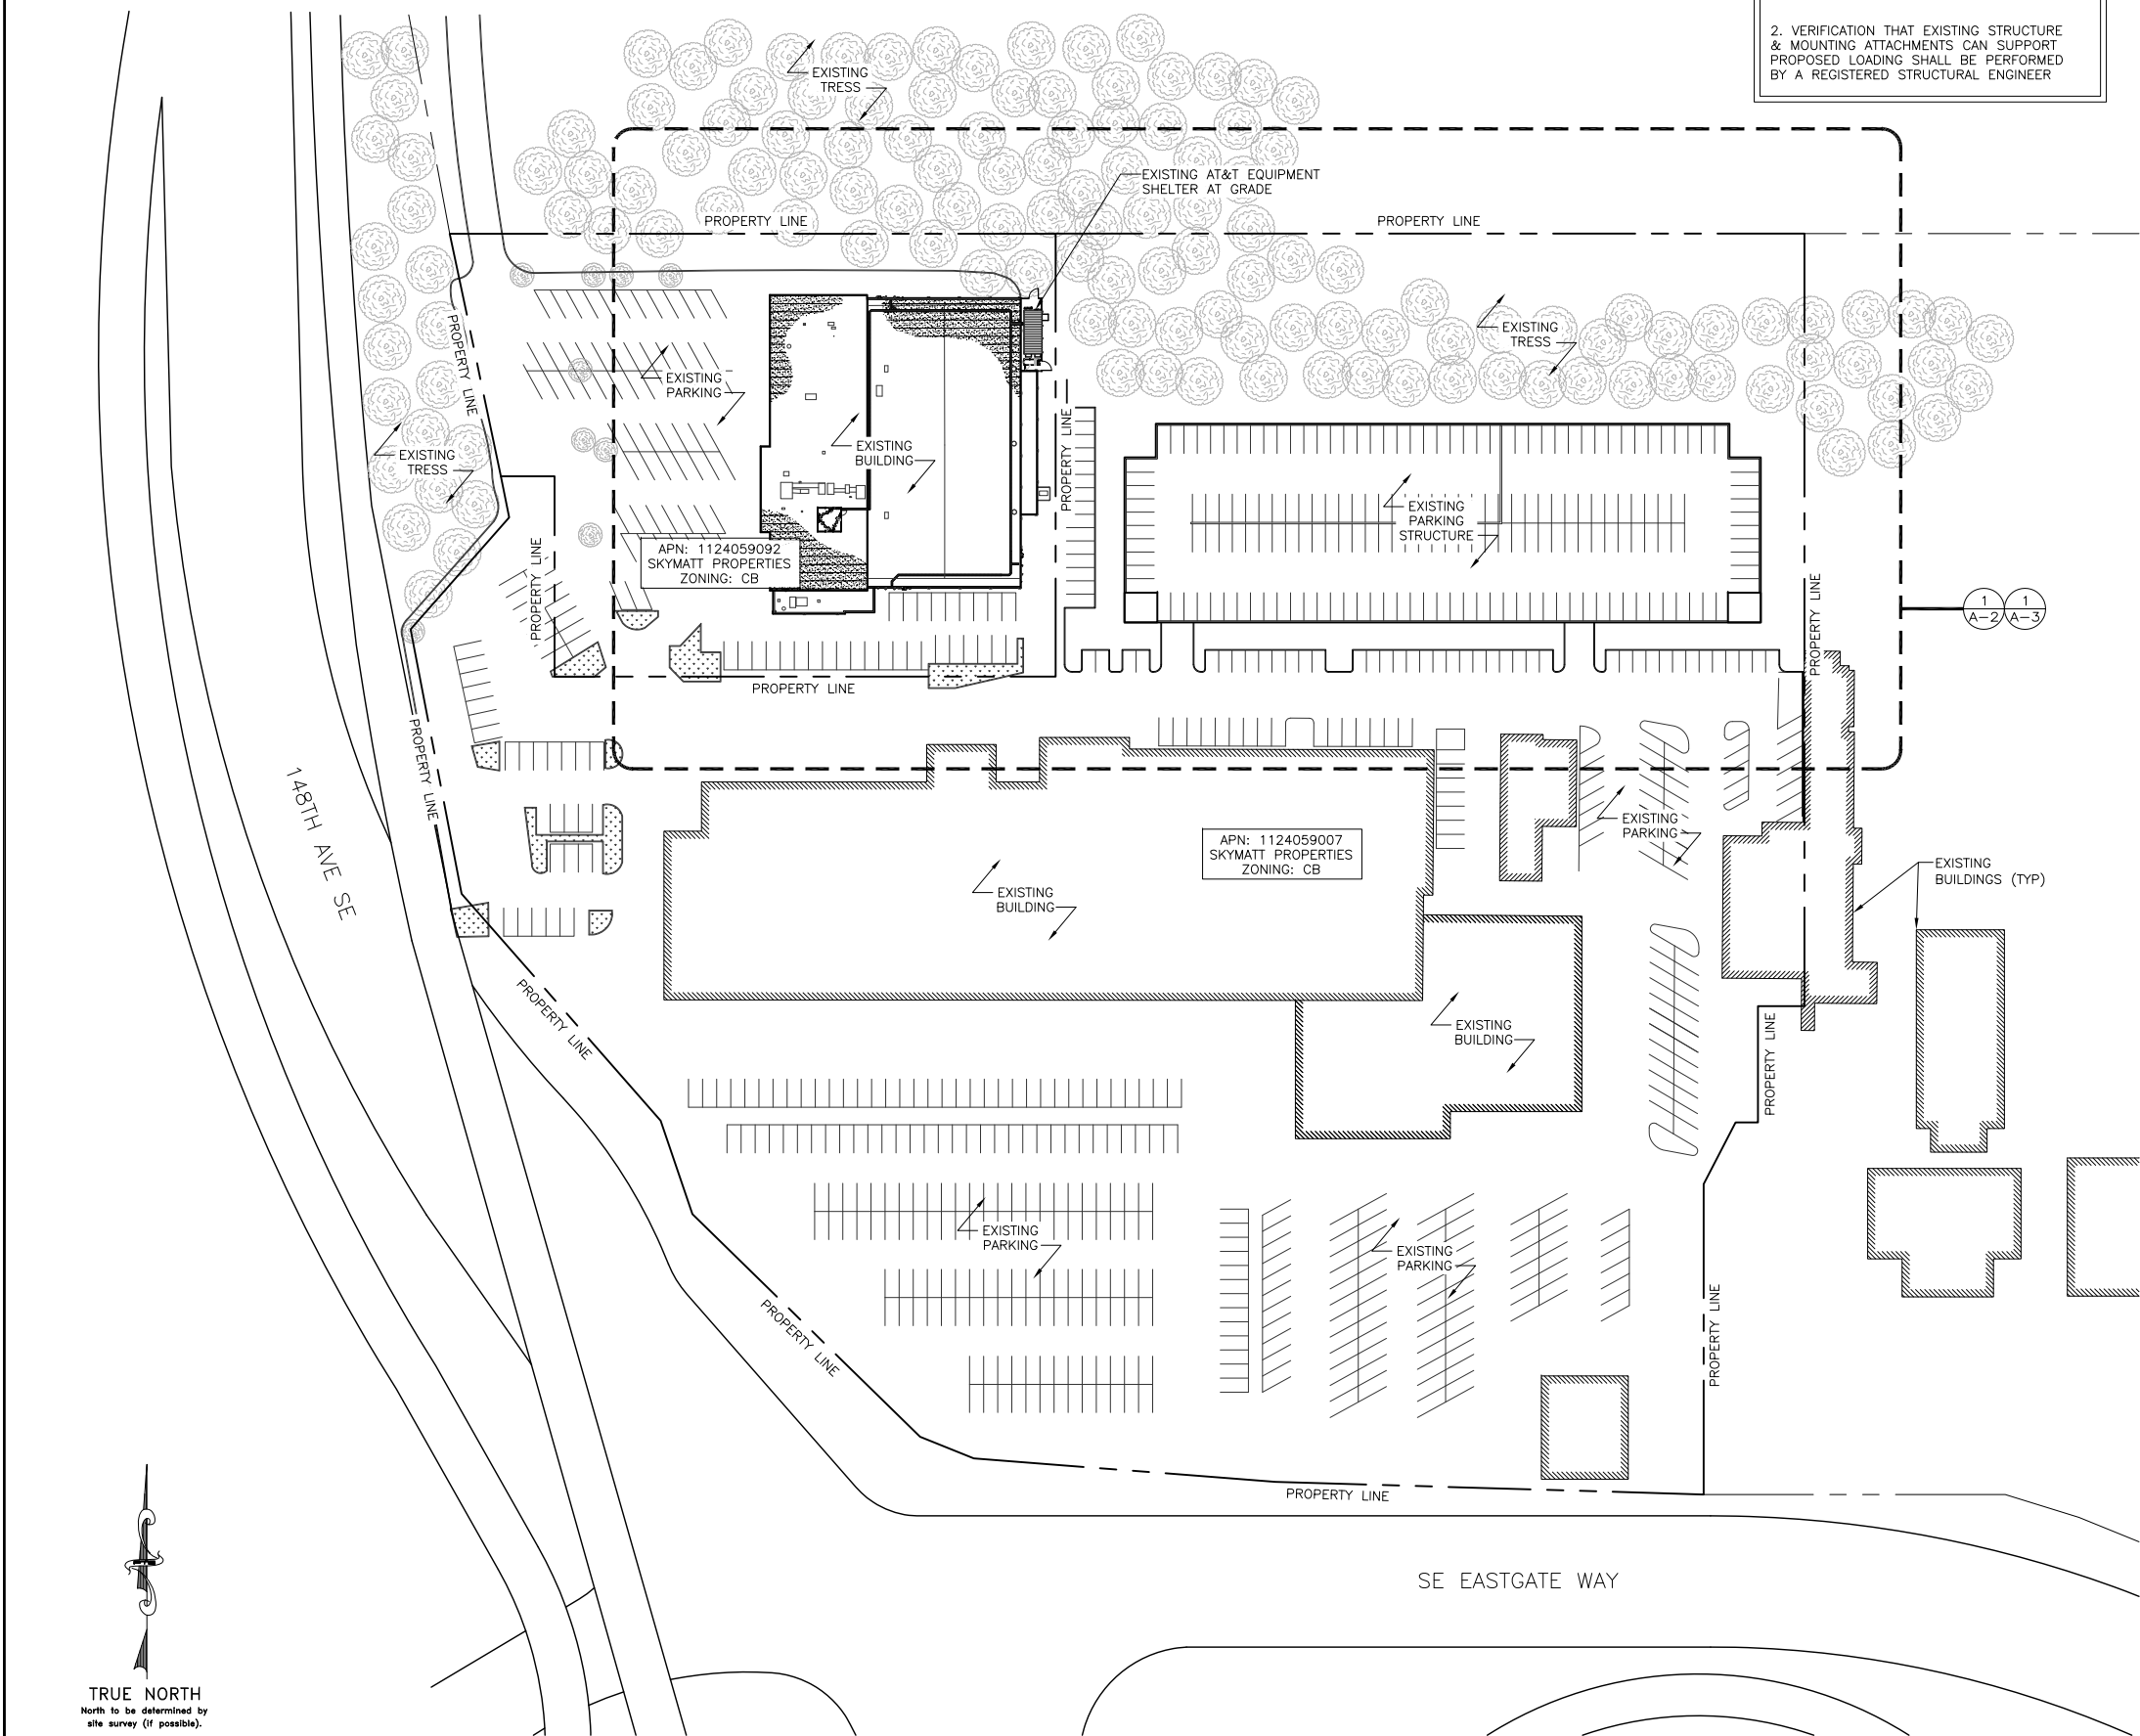 2. VERIFICATION THAT EXISTING STRUCTURE
& MOUNTING ATTACHMENTS CAN SUPPORT
PROPOSED LOADING SHALL BE PERFORMED
BY A REGISTERED STRUCTURAL ENGINEER
EXISTING
TRESS
EXISTING AT&T EQUIPMENT
SHELTER AT GRADE
PROPERTY LINE
PROPERTY LINE
PROPERTY LINE
EXISTING
TRESS
EXISTING
PARKING
EXISTING
BUILDING
PROPERTY LINE
EXISTING
TRESS
EXISTING
PARKING
STRUCTURE
PROPERTY LINE
APN: 1124059092
SKYMATT PROPERTIES
ZONING: CB
PROPERTY LINE
1
A-2
1
A-3
PROPERTY LINE
PROPERTY LINE
148TH AVE SE
EXISTING
PARKING
APN: 1124059007
SKYMATT PROPERTIES
ZONING: CB
EXISTING
BUILDINGS (TYP)
EXISTING
BUILDING
PROPERTY LINE
EXISTING
BUILDING
PROPERTY LINE
EXISTING
PARKING
EXISTING
PARKING
PROPERTY LINE
PROPERTY LINE
PROPERTY LINE
SE EASTGATE WAY
TRUE NORTH
North to be determined by
site survey (if possible).